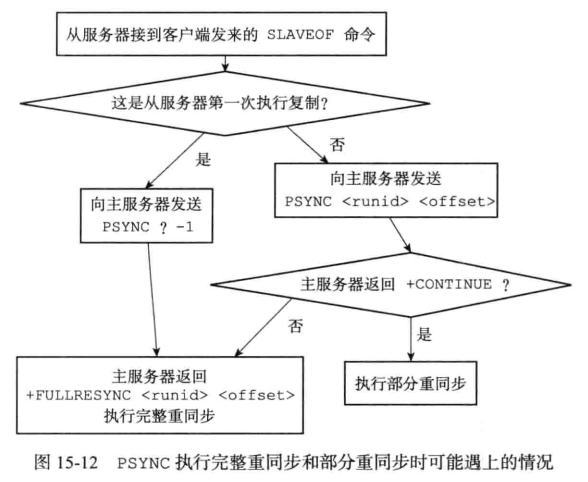 从服务器接到客户端发来的 SLAVEOF 命令
这是从服务器第一次执行复制?
是
否
向主服务器发送
PSYNC ? -1
向主服务器发送
PSYNC <runid> <offset>
主服务器返回 +CONTINUE ?
否
是
主服务器返回
+FULLRESYNC <runid> <offset>
执行完整重同步
执行部分重同步
图 15-12 PSYNC 执行完整重同步和部分重同步时可能遇上的情况